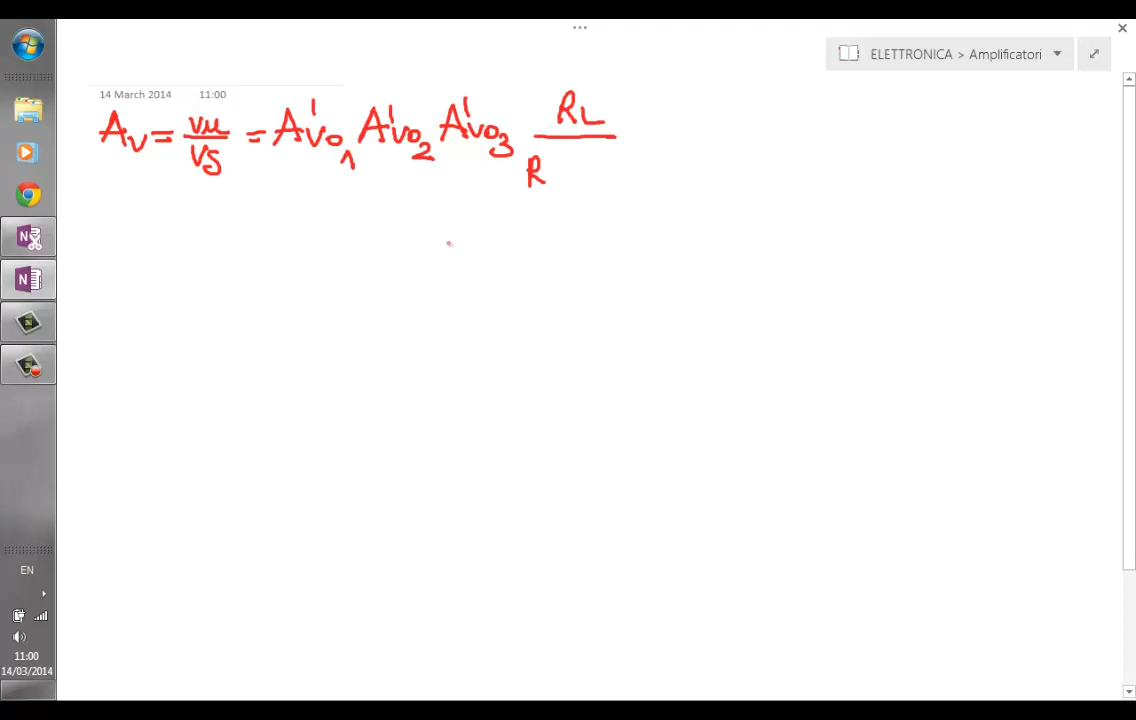 ELETTRONICA > Amplificatori
14 March 2014 11:00
Av = vu/vs = A'vo1 A'vo2 A'vo3 RL/R
EN
11:00
14/03/2014